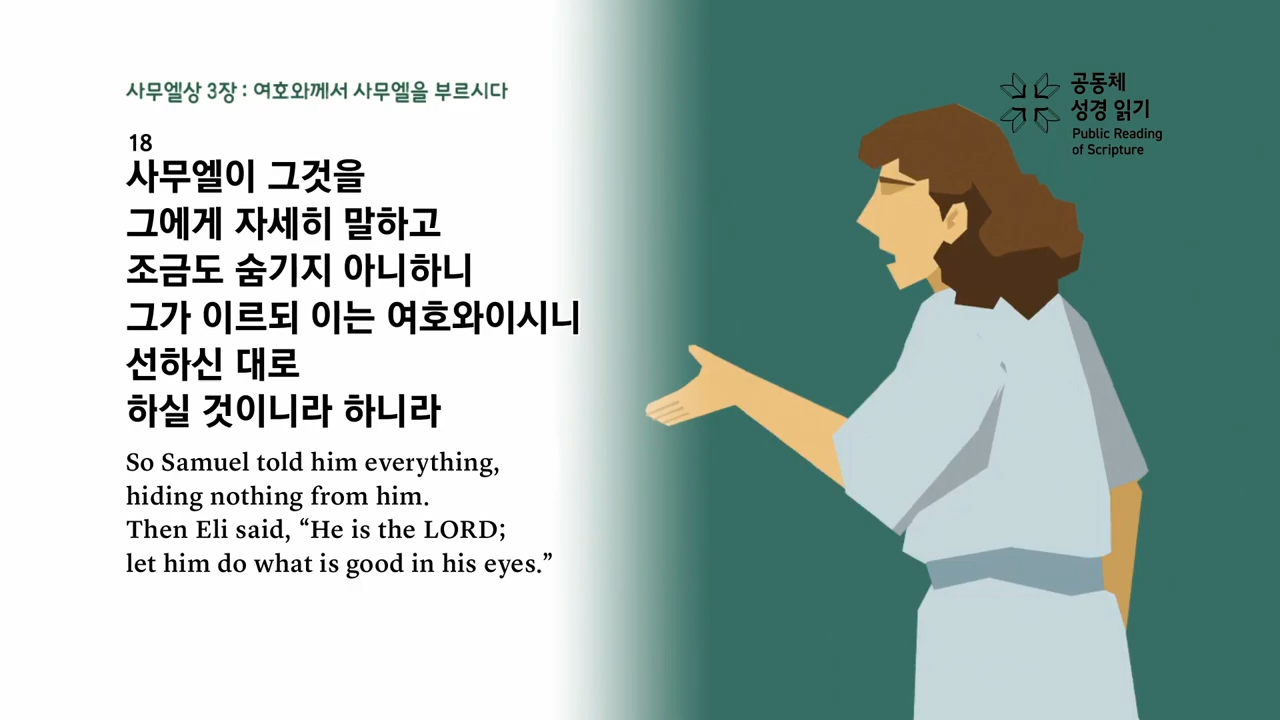 사무엘상 3장 : 여호와께서 사무엘을 부르시다
18
사무엘이 그것을
그에게 자세히 말하고
조금도 숨기지 아니하니
그가 이르되 이는 여호와이시니
선하신 대로
하실 것이니라 하니라
So Samuel told him everything,
hiding nothing from him.
Then Eli said, “He is the LORD;
let him do what is good in his eyes.”
공동체
성경 읽기
Public Reading
of Scripture